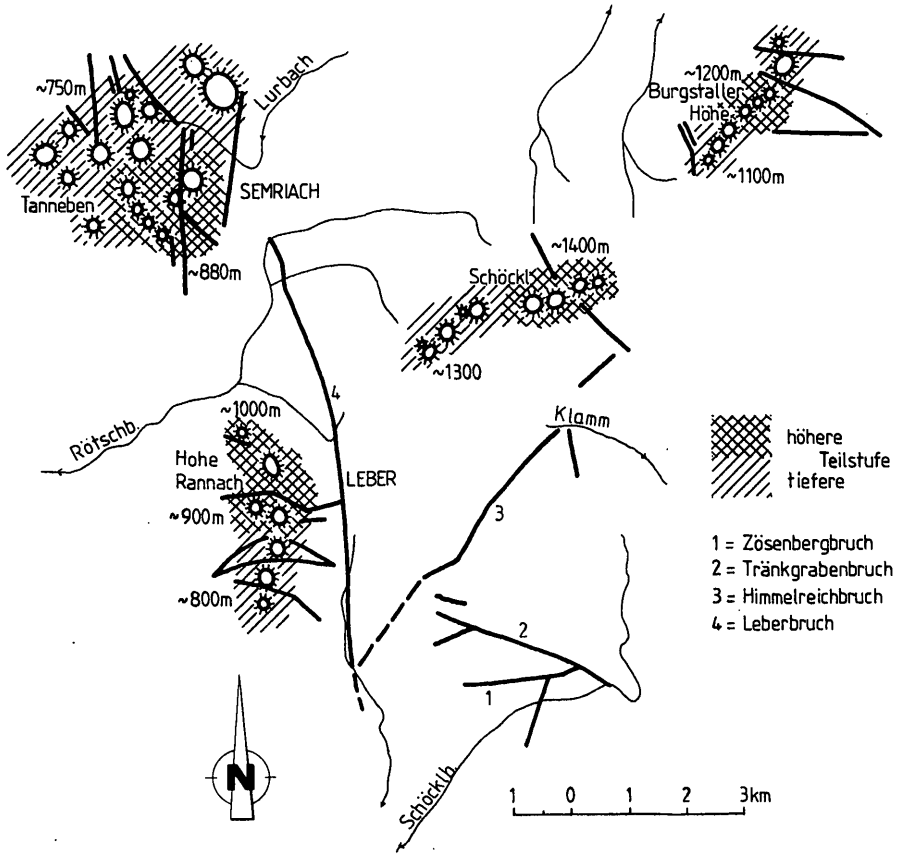 ~750m
Lurbach
Tanneben
SEMRIACH
~880m
~1200m
Burgstaller
Höhe
~1100m
~1400m
Schöckl
~1300
4
~1000m
Rötschb.
Hohe
Rannach
LEBER
~900m
~800m
Klamm
3
2
1
höhere
Teilstufe
tiefere
1 = Zösenbergbruch
2 = Tränkgrabenbruch
3 = Himmelreichbruch
4 = Leberbruch
N
Schöcklb.
1 0 1 2 3km